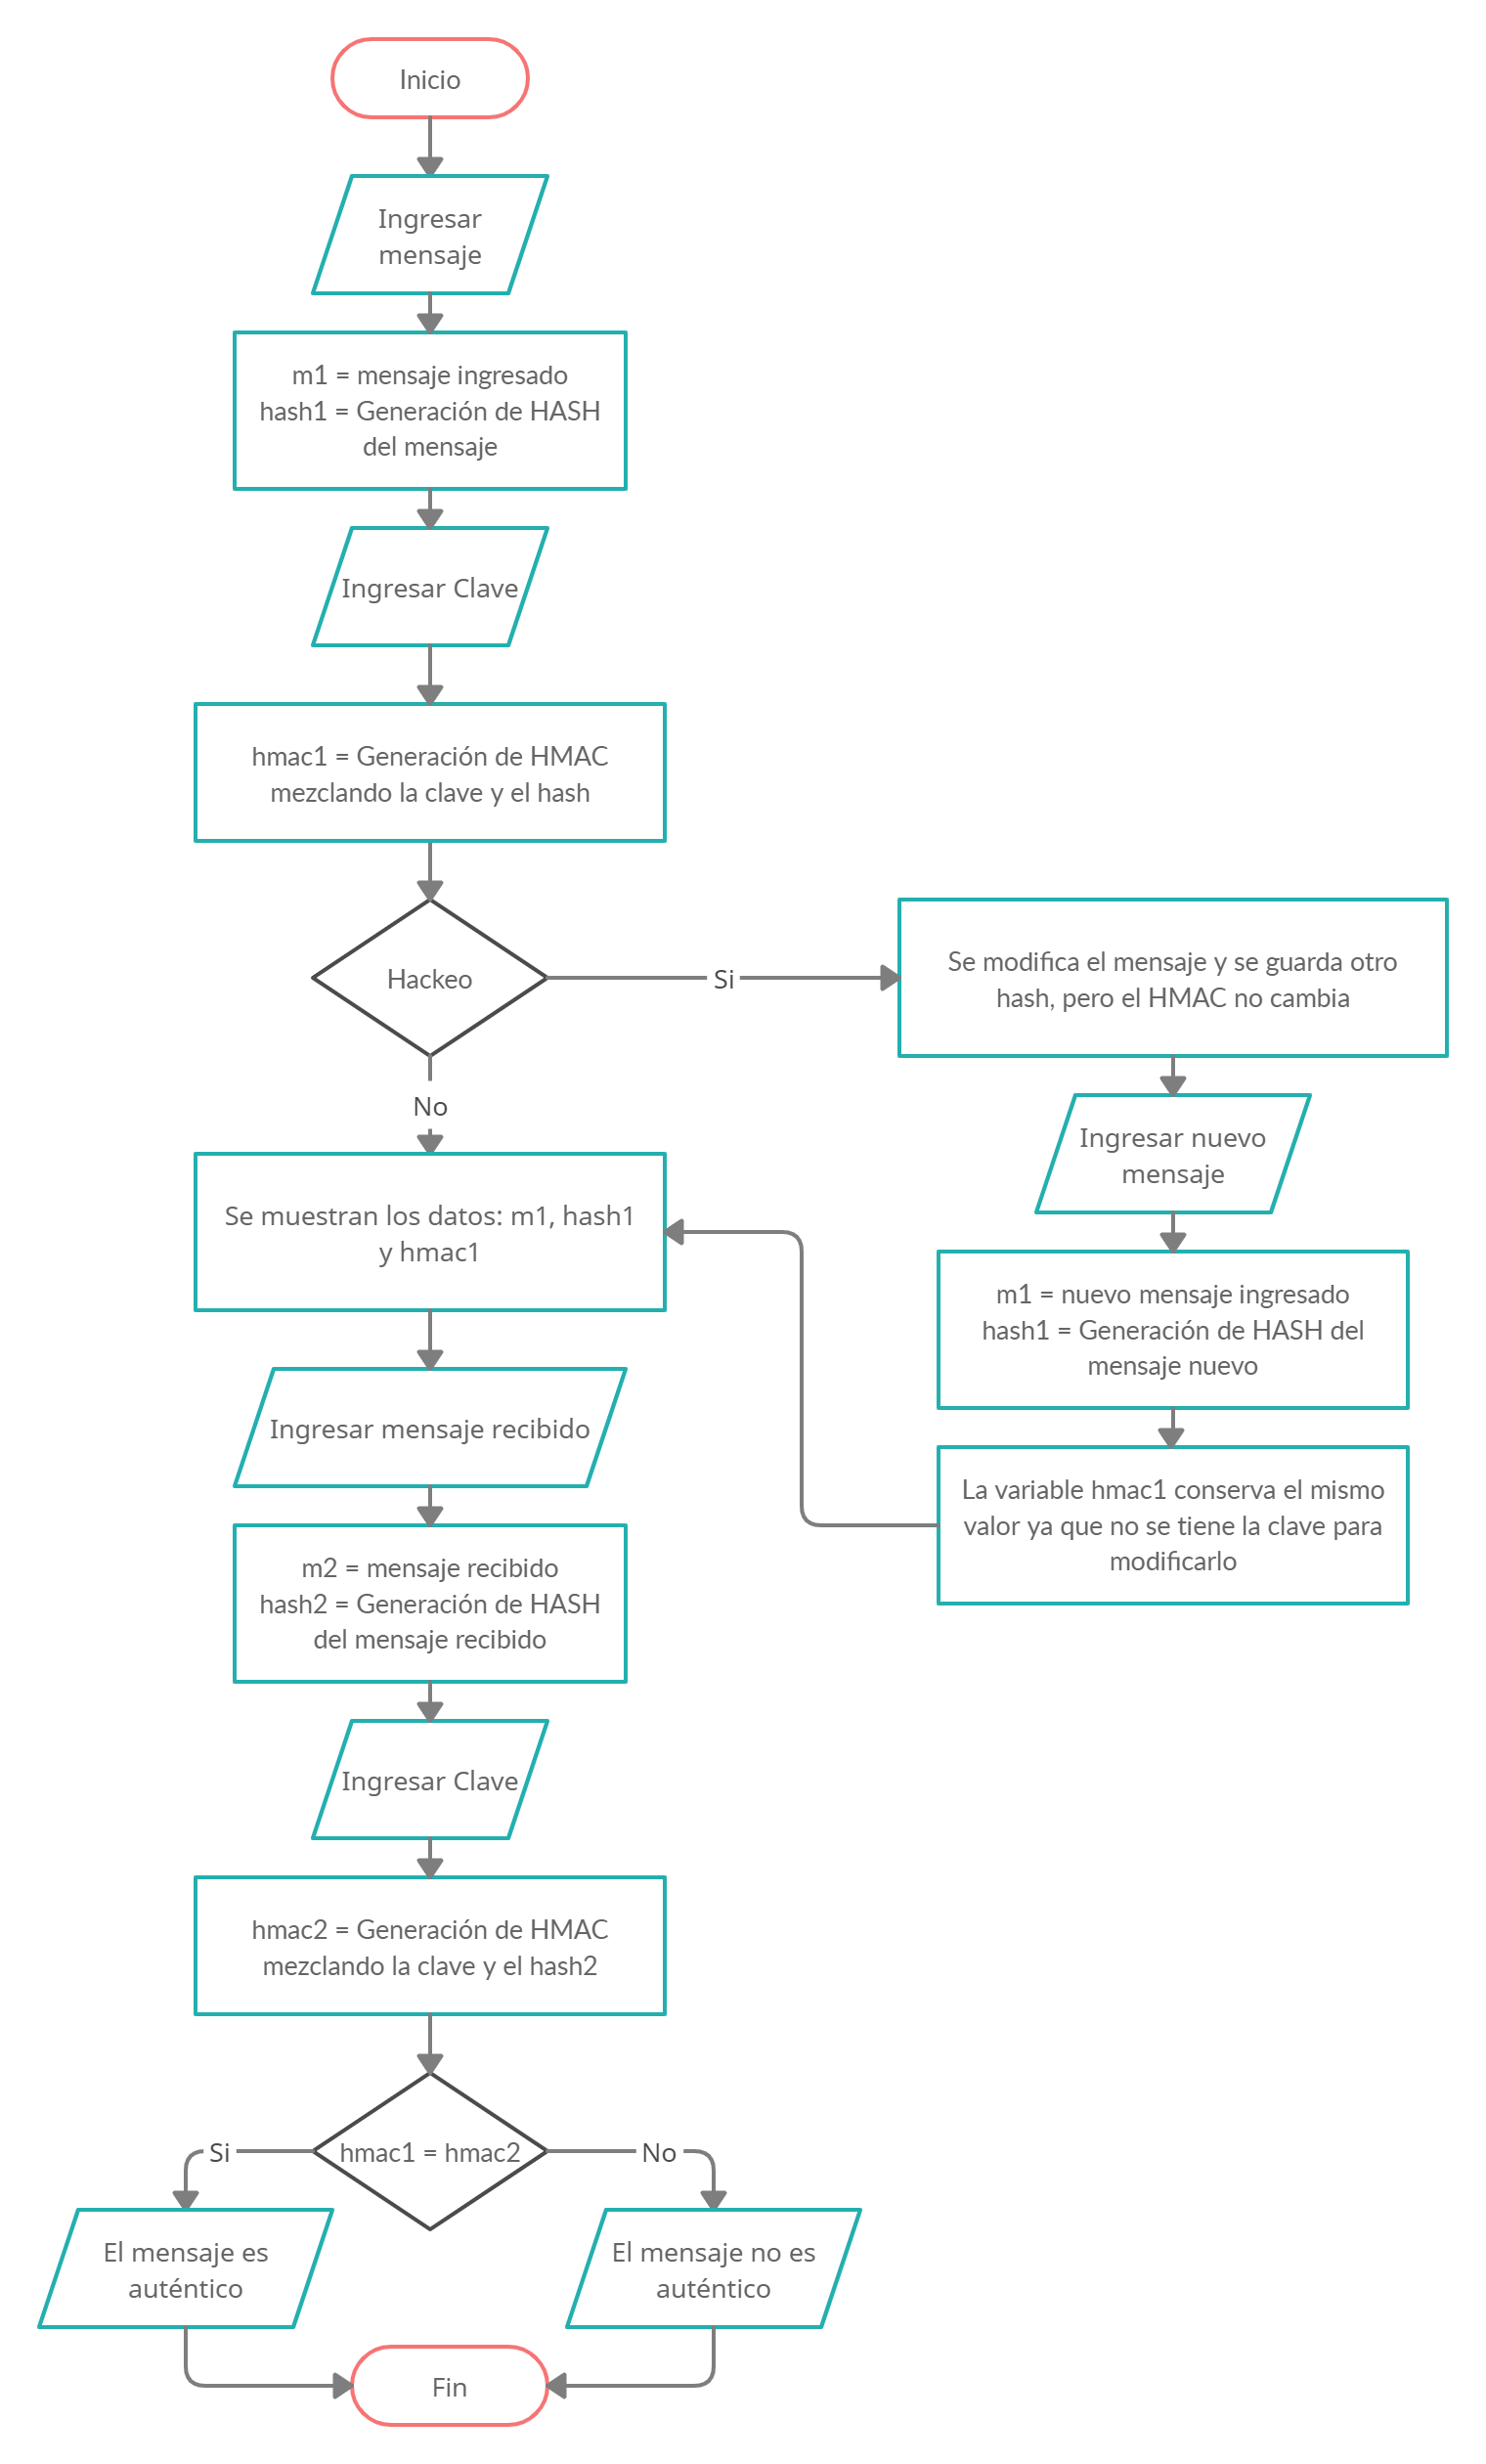 Inicio
Ingresar
mensaje
m1 = mensaje ingresado
hash1 = Generación de HASH
del mensaje
Ingresar Clave
hmac1 = Generación de HMAC
mezclando la clave y el hash
Hackeo
Si
Se modifica el mensaje y se guarda otro
hash, pero el HMAC no cambia
No
Ingresar nuevo
mensaje
Se muestran los datos: m1, hash1
y hmac1
m1 = nuevo mensaje ingresado
hash1 = Generación de HASH del
mensaje nuevo
Ingresar mensaje recibido
La variable hmac1 conserva el mismo
valor ya que no se tiene la clave para
modificarlo
m2 = mensaje recibido
hash2 = Generación de HASH
del mensaje recibido
Ingresar Clave
hmac2 = Generación de HMAC
mezclando la clave y el hash2
hmac1 = hmac2
Si
No
El mensaje es
auténtico
El mensaje no es
auténtico
Fin